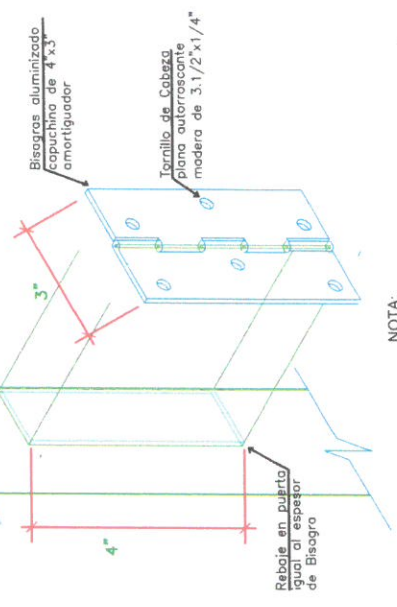 Bisagras aluminizado
capuchina de 4"x3"
amortiguador
Tornillo de Cabeza
plana autorroscante
madera de 3.1/2"x1/4"
3"
4"
Rebaje en puerta
igual al espesor
de Bisagra
NOTA: